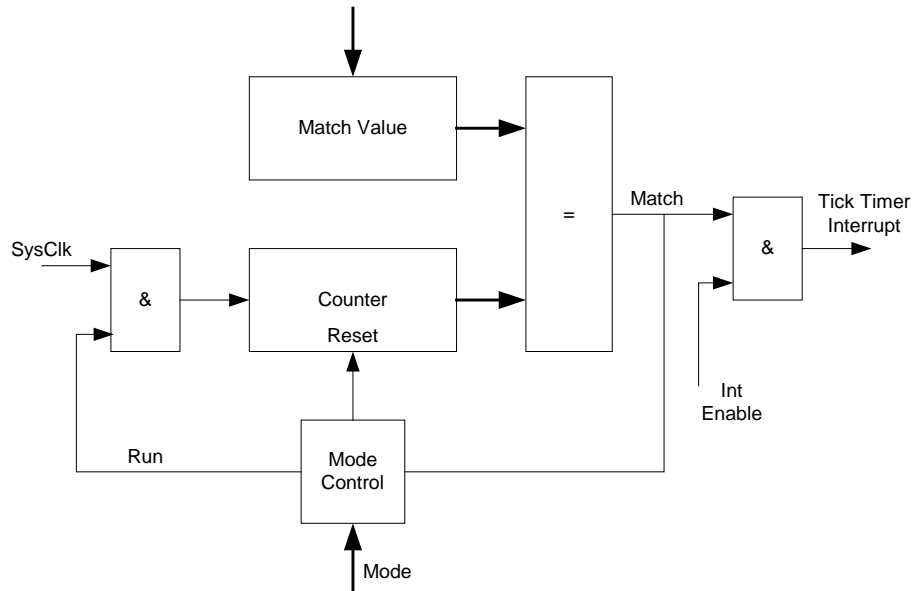 Match Value
SysClk
&
Counter
Reset
=
Match
&
Tick Timer
Interrupt
Int
Enable
Run
Mode
Control
Mode